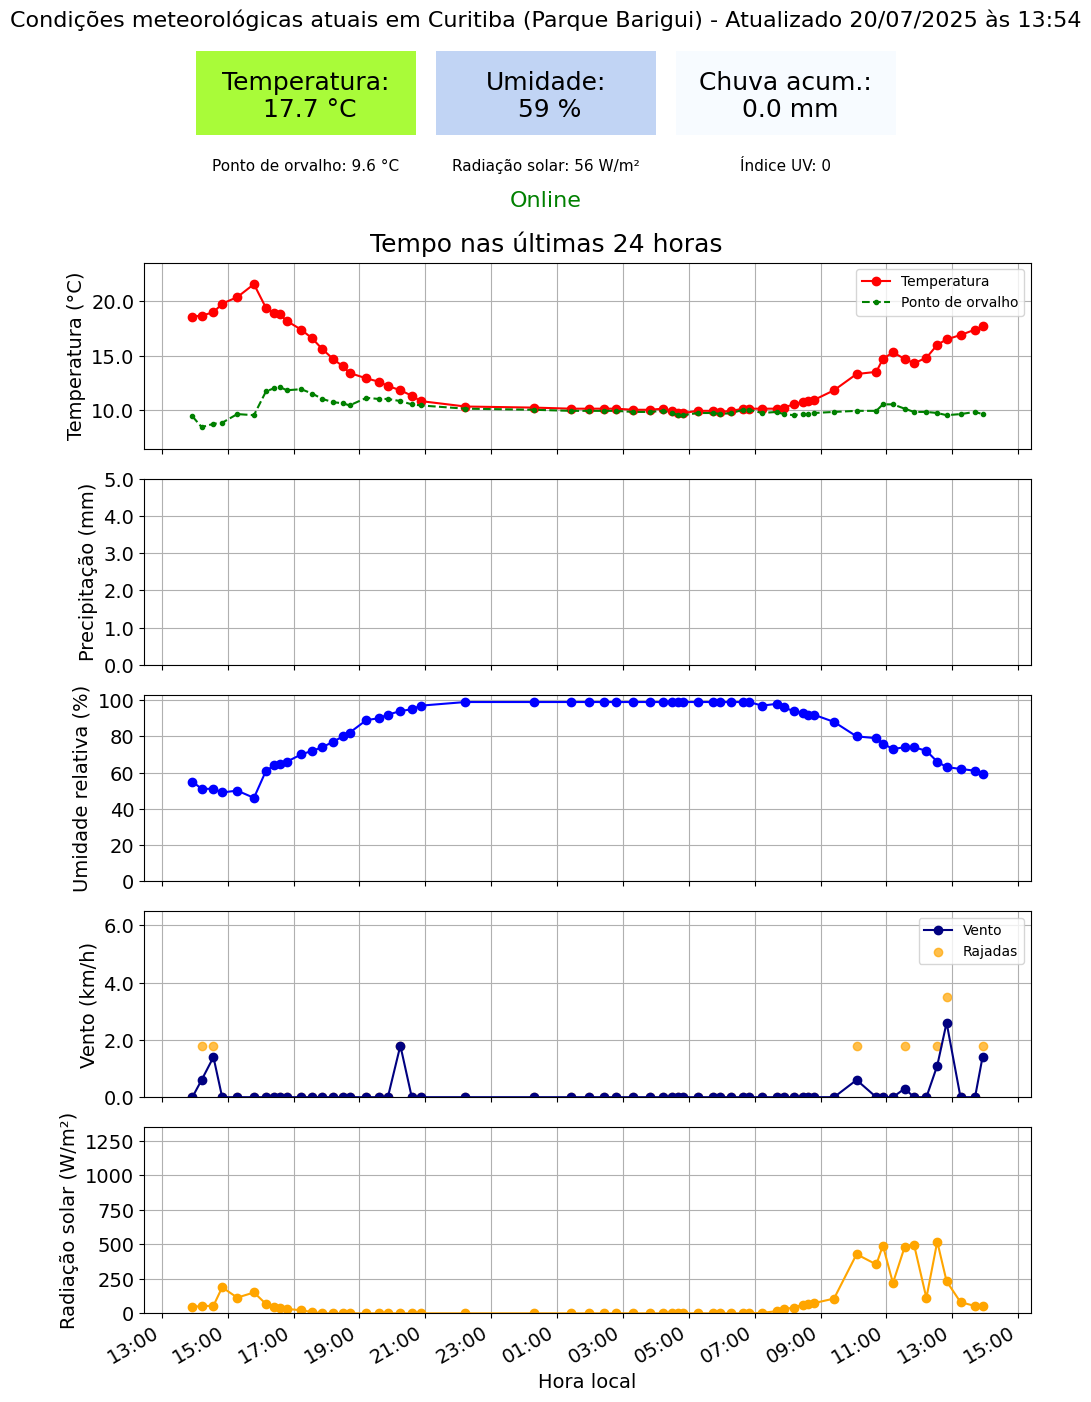 Condições meteorológicas atuais em Curitiba (Parque Barigui) - Atualizado 20/07/2025 às 13:54
Temperatura:
17.7 °C
Umidade:
59 %
Chuva acum.:
0.0 mm
Ponto de orvalho: 9.6 °C
Radiação solar: 56 W/m²
Índice UV: 0
Online
Tempo nas últimas 24 horas
Temperatura (°C)
20.0
15.0
10.0
Temperatura
Ponto de orvalho
Precipitação (mm)
5.0
4.0
3.0
2.0
1.0
0.0
Umidade relativa (%)
100
80
60
40
20
0
Vento (km/h)
6.0
4.0
2.0
0.0
Vento
Rajadas
Radiação solar (W/m²)
1250
1000
750
500
250
0
13:00
15:00
17:00
19:00
21:00
23:00
01:00
03:00
05:00
07:00
09:00
11:00
13:00
15:00
Hora local